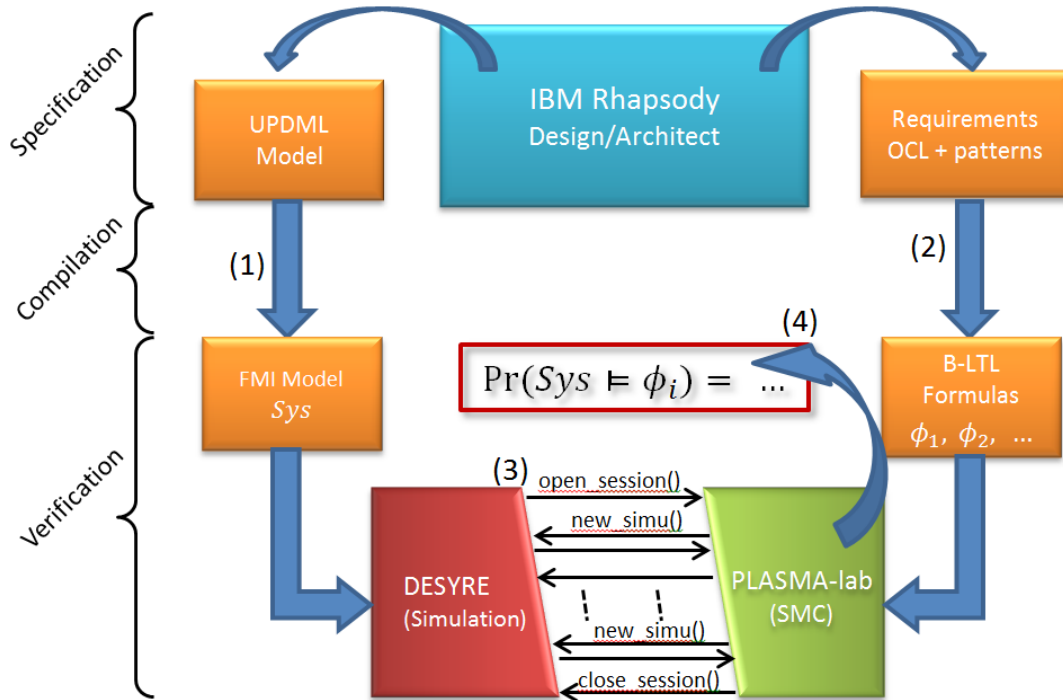 Specification
Compilation
Verification
UPDML
Model
IBM Rhapsody
Design/Architect
Requirements
OCL + patterns
(1)
(2)
FMI Model
Sys
(4)
Pr(Sys ⊨ ϕᵢ) = ...
B-LTL
Formulas
ϕ₁, ϕ₂, ...
(3)
open_session()
new_simu()
DESYRE
(Simulation)
PLASMA-lab
(SMC)
new_simu()
close_session()